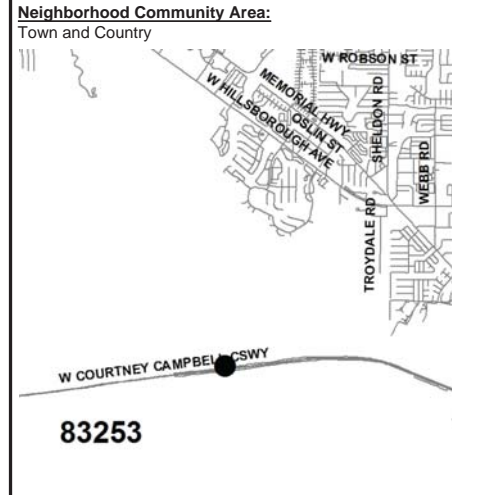 Neighborhood Community Area:
Town and Country
W ROBSON ST
MEMORIAL HWY
OSLIN ST
W HILLSBOROUGH AVE
SHELDON RD
WEBB RD
TROYDALE RD
W COURTNEY CAMPBELL CSWY
83253